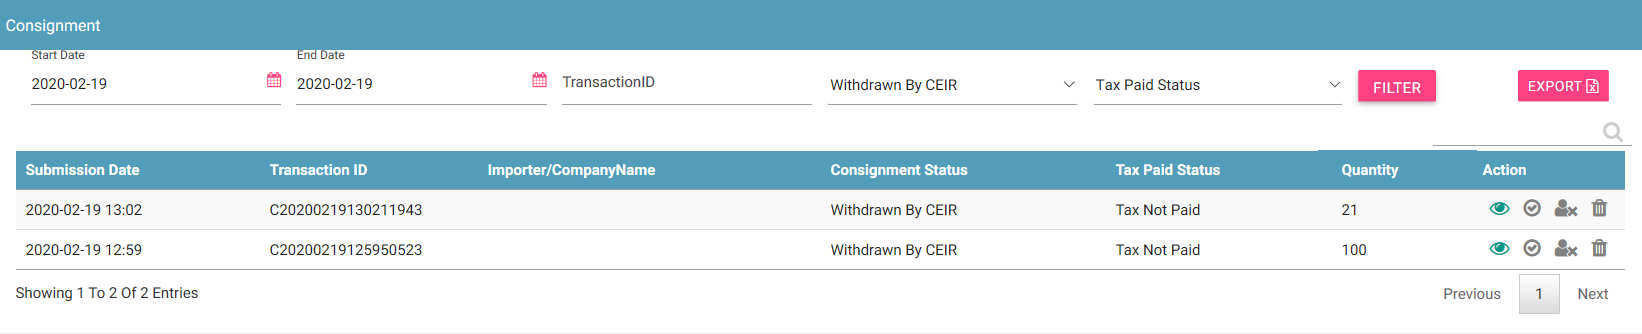 Consignment
Start Date End Date
2020-02-19 2020-02-19 TransactionID Withdrawn By CEIR Tax Paid Status FILTER EXPORT
Submission Date Transaction ID Importer/CompanyName Consignment Status Tax Paid Status Quantity Action
2020-02-19 13:02 C20200219130211943 Withdrawn By CEIR Tax Not Paid 21
2020-02-19 12:59 C20200219125950523 Withdrawn By CEIR Tax Not Paid 100
Showing 1 To 2 Of 2 Entries Previous 1 Next